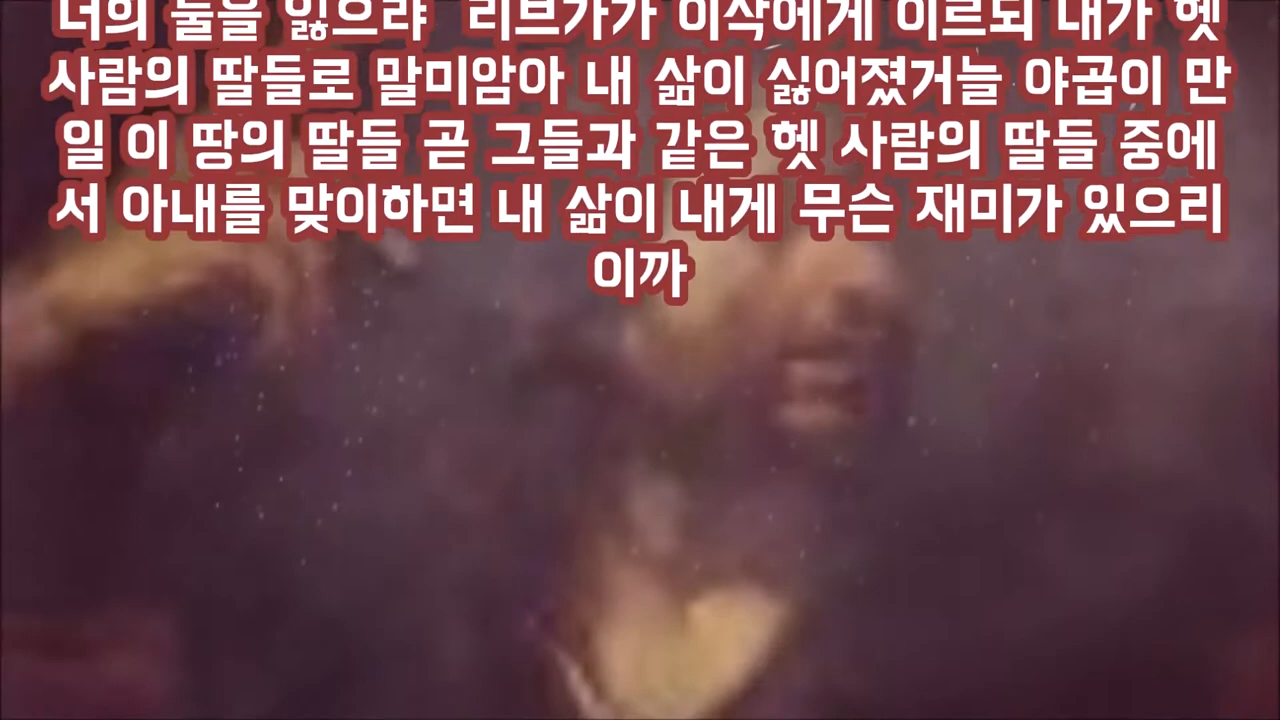 너희 둘을 잃으랴 리브가가 이삭에게 이르되 내가 헷
사람의 딸들로 말미암아 내 삶이 싫어졌거늘 야곱이 만
일 이 땅의 딸들 곧 그들과 같은 헷 사람의 딸들 중에
서 아내를 맞이하면 내 삶이 내게 무슨 재미가 있으리
이까